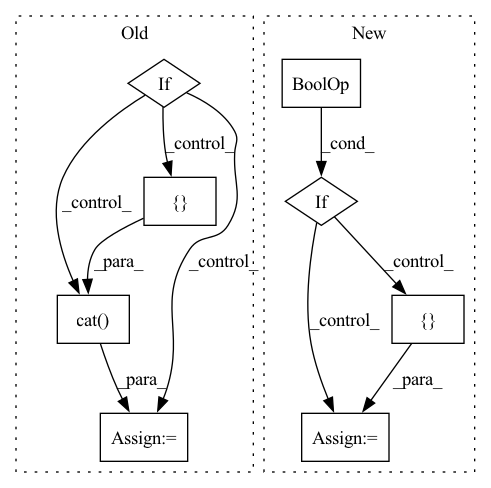 Old
New
If
BoolOp
_control_
_cond_
{}
If
_control_
_control_
_para_
_control_
_control_
cat()
{}
_para_
_para_
Assign:=
Assign:=